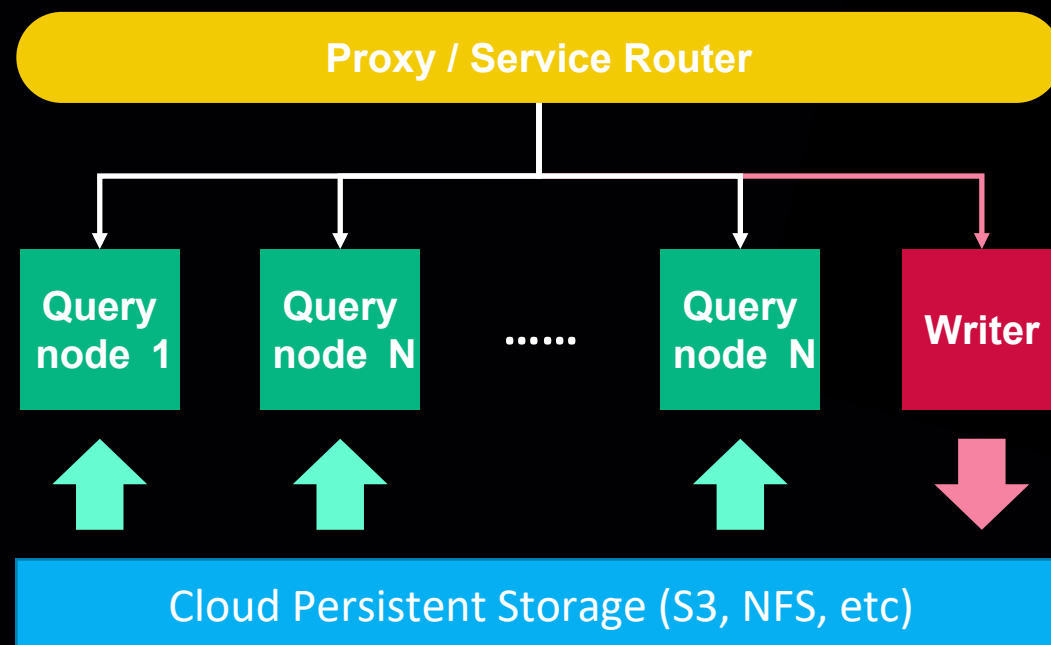 Proxy / Service Router
Query
node 1
Query
node N
......
Query
node N
Writer
Cloud Persistent Storage (S3, NFS, etc)